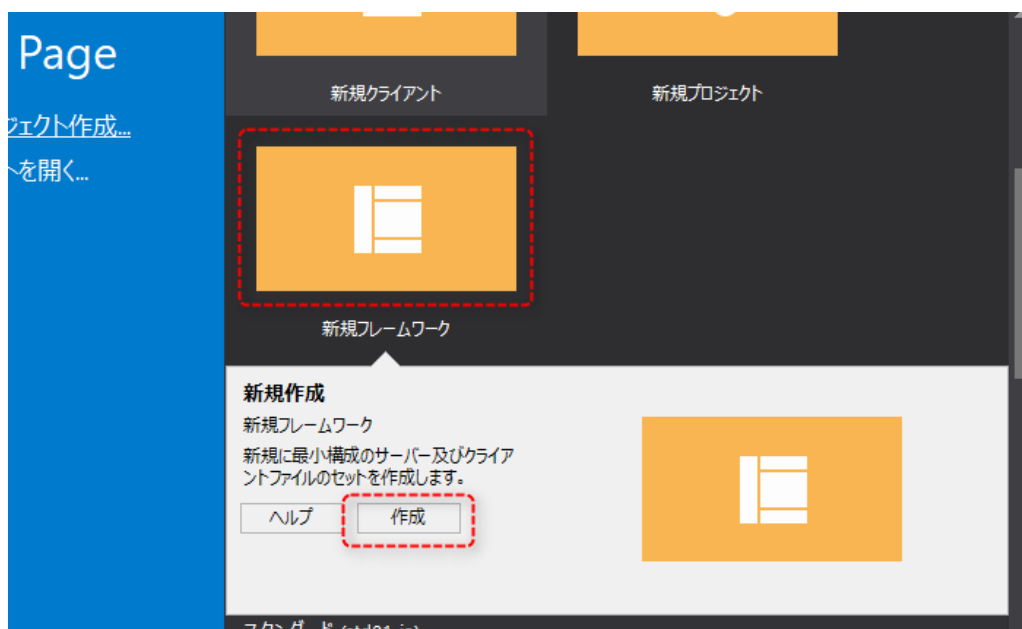 Page
ジェクト作成...
を開く...
新規クライアント
新規プロジェクト
新規フレームワーク
新規作成
新規フレームワーク
新規に最小構成のサーバー及びクライア
ントファイルのセットを作成します。
ヘルプ
作成